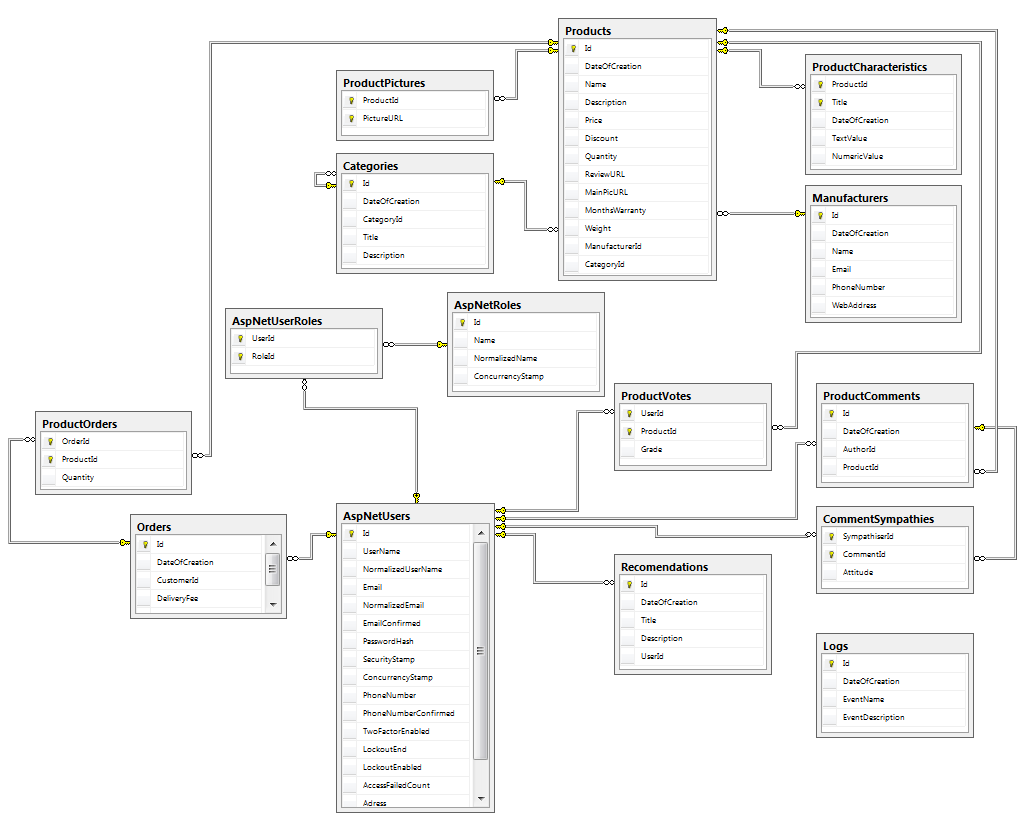 Products
Id
DateOfCreation
Name
Description
Price
Discount
Quantity
ReviewURL
MainPicURL
MonthsWarranty
Weight
ManufacturerId
CategoryId
ProductPictures
ProductId
PictureURL
ProductCharacteristics
ProductId
Title
DateOfCreation
TextValue
NumericValue
Categories
Id
DateOfCreation
CategoryId
Title
Description
Manufacturers
Id
DateOfCreation
Name
Email
PhoneNumber
WebAddress
AspNetUserRoles
UserId
RoleId
AspNetRoles
Id
Name
NormalizedName
ConcurrencyStamp
ProductVotes
UserId
ProductId
Grade
ProductComments
Id
DateOfCreation
AuthorId
ProductId
ProductOrders
OrderId
ProductId
Quantity
Orders
Id
DateOfCreation
CustomerId
DeliveryFee
AspNetUsers
Id
UserName
NormalizedUserName
Email
NormalizedEmail
EmailConfirmed
PasswordHash
SecurityStamp
ConcurrencyStamp
PhoneNumber
PhoneNumberConfirmed
TwoFactorEnabled
LockoutEnd
LockoutEnabled
AccessFailedCount
Adress
CommentSympathies
SympathiserId
CommentId
Attitude
Recomendations
Id
DateOfCreation
Title
Description
UserId
Logs
Id
DateOfCreation
EventName
EventDescription